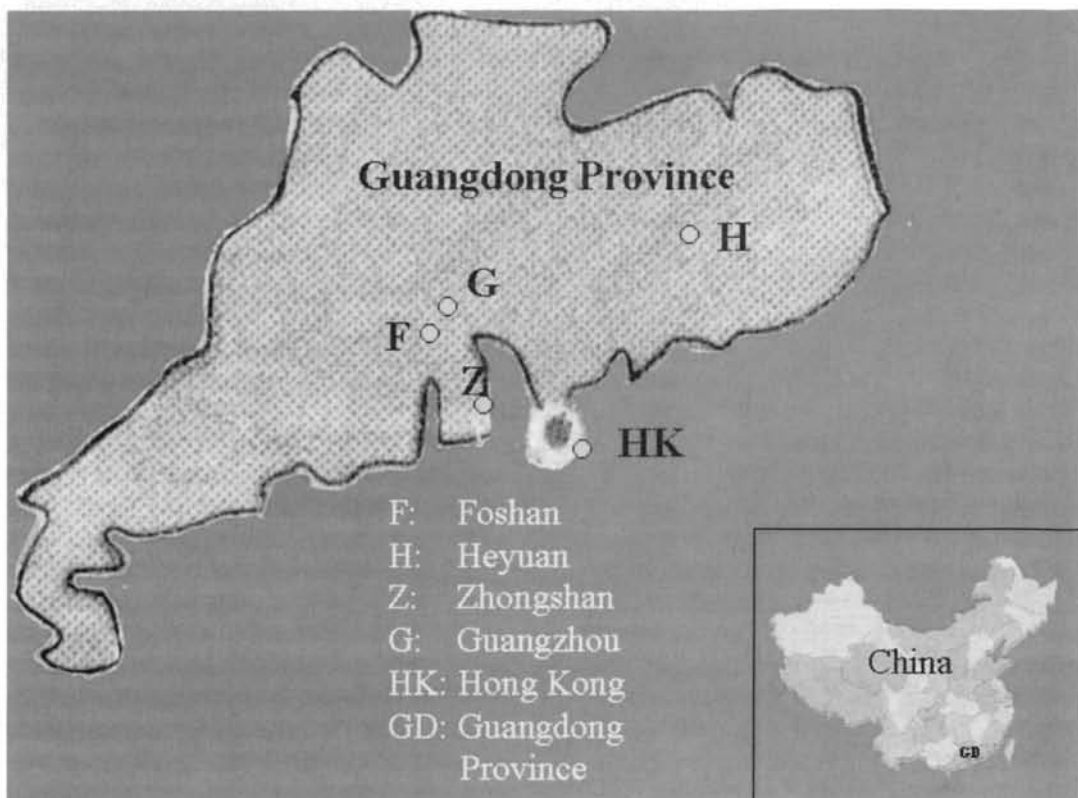 Guangdong Province
H
G
F
Z
HK
F: Foshan
H: Heyuan
Z: Zhongshan
G: Guangzhou
HK: Hong Kong
GD: Guangdong
Province
China
GD